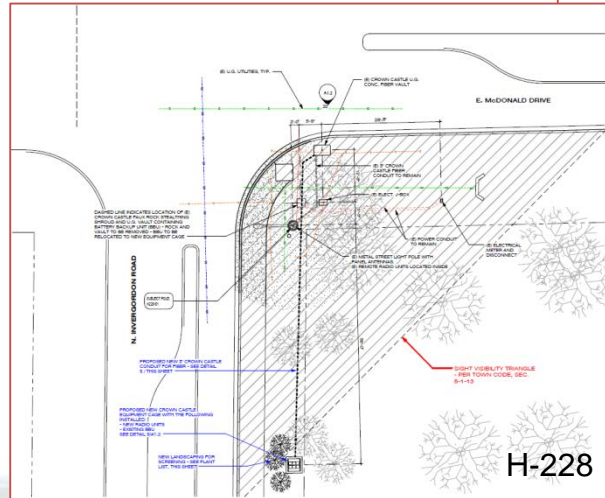 (E) U.G. UTILITIES, TYP.
A1.2
(E) CROWN CASTLE U.G.
CONC. FIBER VAULT
E. McDONALD DRIVE
(E) 2" CROWN
CASTLE FIBER
CONDUIT TO
REMAIN
(E) ELECT. J-BOX
DASHED LINE INDICATES LOCATION OF (E)
CROWN CASTLE FAUX ROCK STEALTHING
SHROUD AND U.G. VAULT CONTAINING
BATTERY BACKUP UNIT (BBU) - ROCK AND
VAULT TO BE REMOVED - BBU TO BE
RELOCATED TO NEW EQUIPMENT CAGE
(E) POWER CONDUIT
TO REMAIN
(E) ELECTRICAL
METER AND
DISCONNECT
(E) METAL STREET LIGHT POLE WITH
PANEL ANTENNAS
(E) REMOTE RADIO UNITS LOCATED INSIDE
N. INVERGORDON ROAD
PROPOSED NEW 2" CROWN CASTLE
CONDUIT FOR FIBER - SEE DETAIL
THIS SHEET
SIGHT VISIBILITY TRIANGLE
- PER TOWN CODE, SEC.
8-1-13
PROPOSED NEW CROWN CASTLE
EQUIPMENT CAGE WITH THE FOLLOWING
INSTALLED:
- NEW RADIO UNITS
- EXISTING BBU
SEE DETAIL
NEW LANDSCAPING FOR
SCREENING - SEE PLANT
LIST, THIS SHEET
H-228